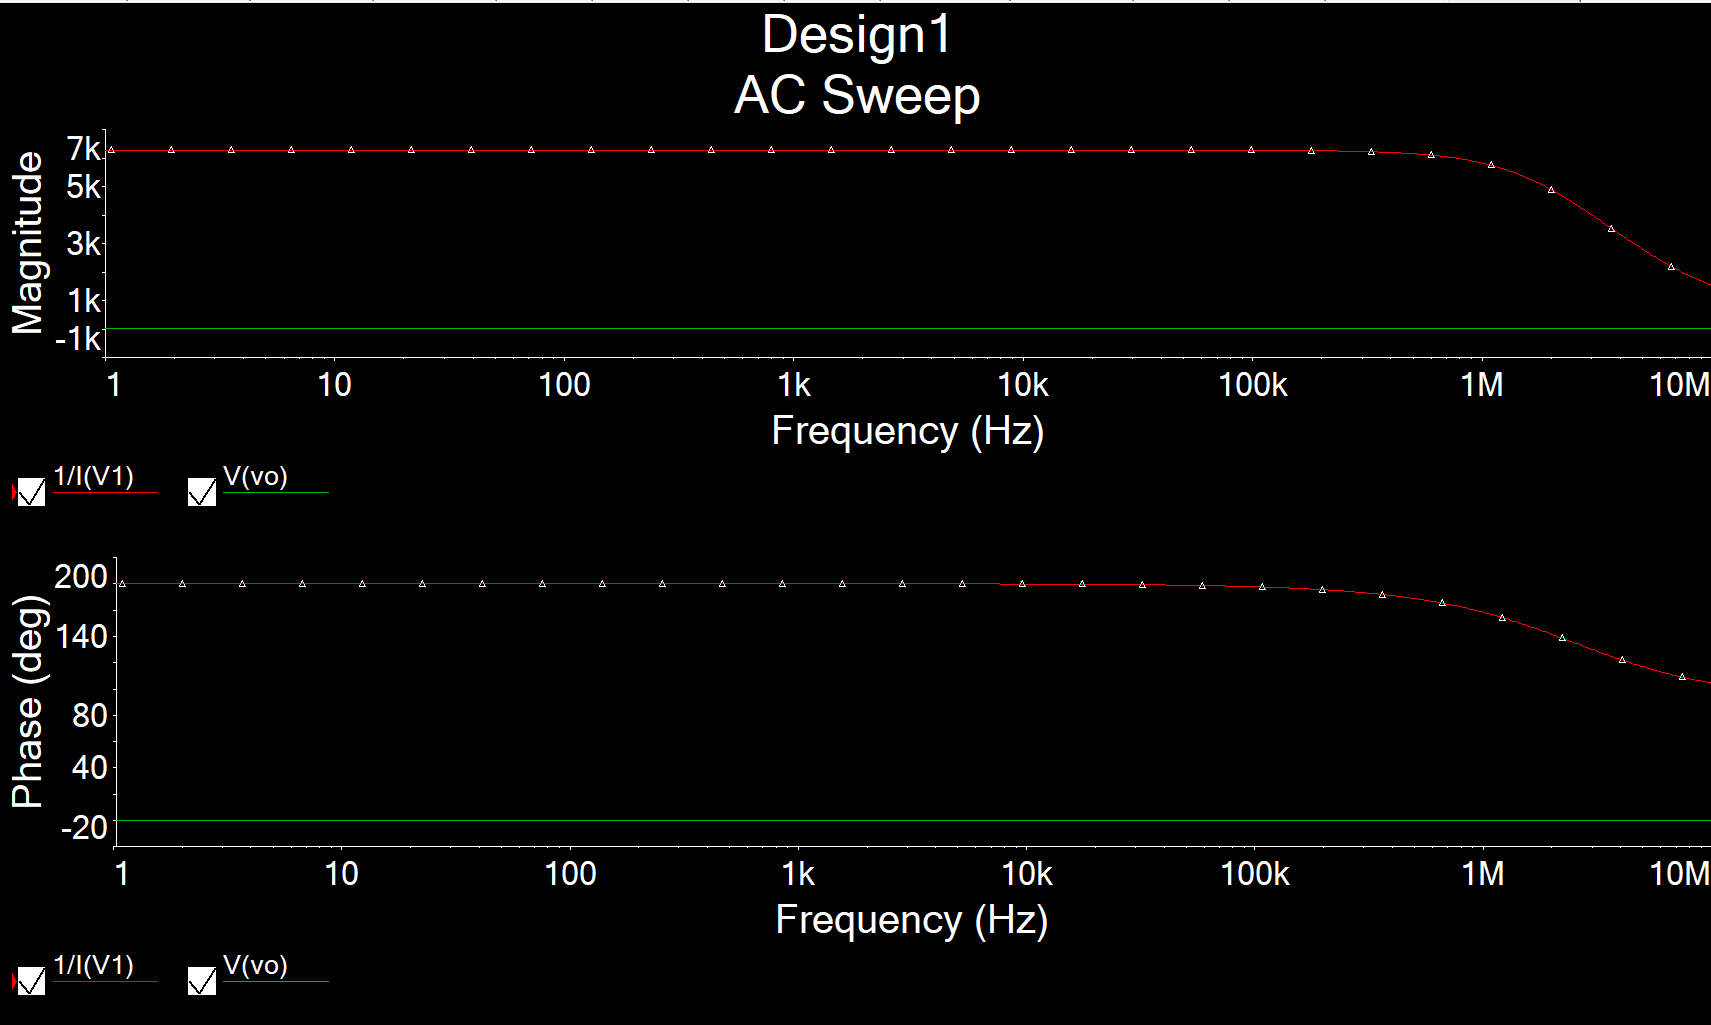 Design1
AC Sweep
Magnitude
7k
5k
3k
1k
-1k
1 10 100 1k 10k 100k 1M 10M
Frequency (Hz)
1/I(V1) V(vo)
Phase (deg)
200
140
80
40
-20
1 10 100 1k 10k 100k 1M 10M
Frequency (Hz)
1/I(V1) V(vo)